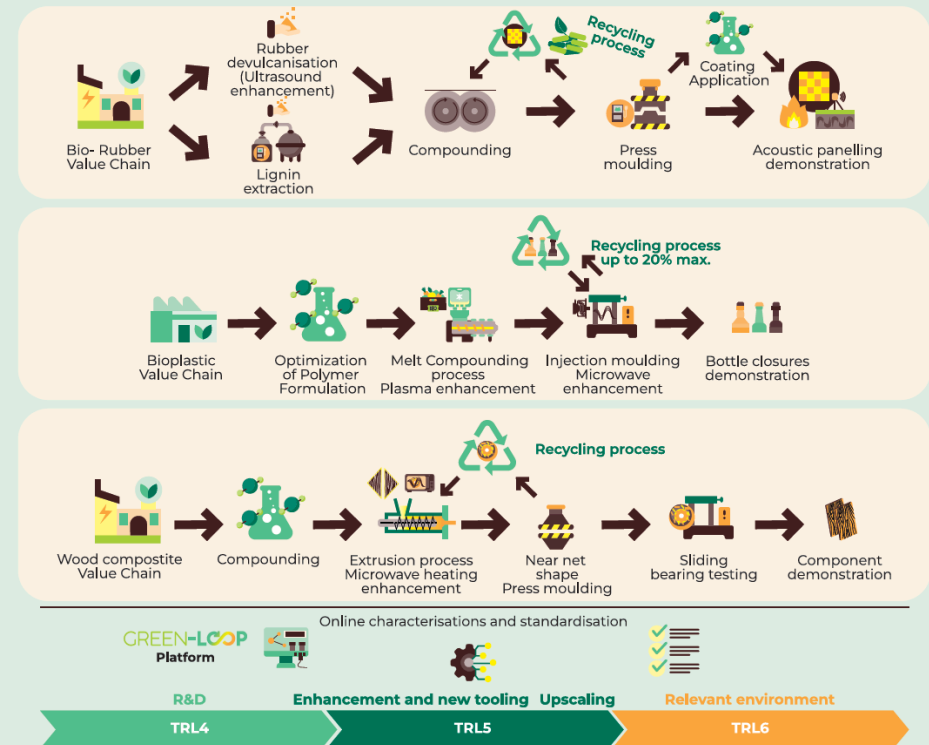 Rubber
devulcanisation
(Ultrasound
enhancement)
Recycling
process
Coating
Application
Bio- Rubber
Value Chain
Lignin
extraction
Compounding
Press
moulding
Acoustic panelling
demonstration
Recycling process
up to 20% max.
Bioplastic
Value Chain
Optimization
of Polymer
Formulation
Melt Compounding
process
Plasma enhancement
Injection moulding
Microwave
enhancement
Bottle closures
demonstration
Recycling process
Wood compostite
Value Chain
Compounding
Extrusion process
Microwave heating
enhancement
Near net
shape
Press moulding
Sliding
bearing testing
Component
demonstration
Online characterisations and standardisation
GREEN-LOOP
Platform
R&D
Enhancement and new tooling
Upscaling
Relevant environment
TRL4
TRL5
TRL6